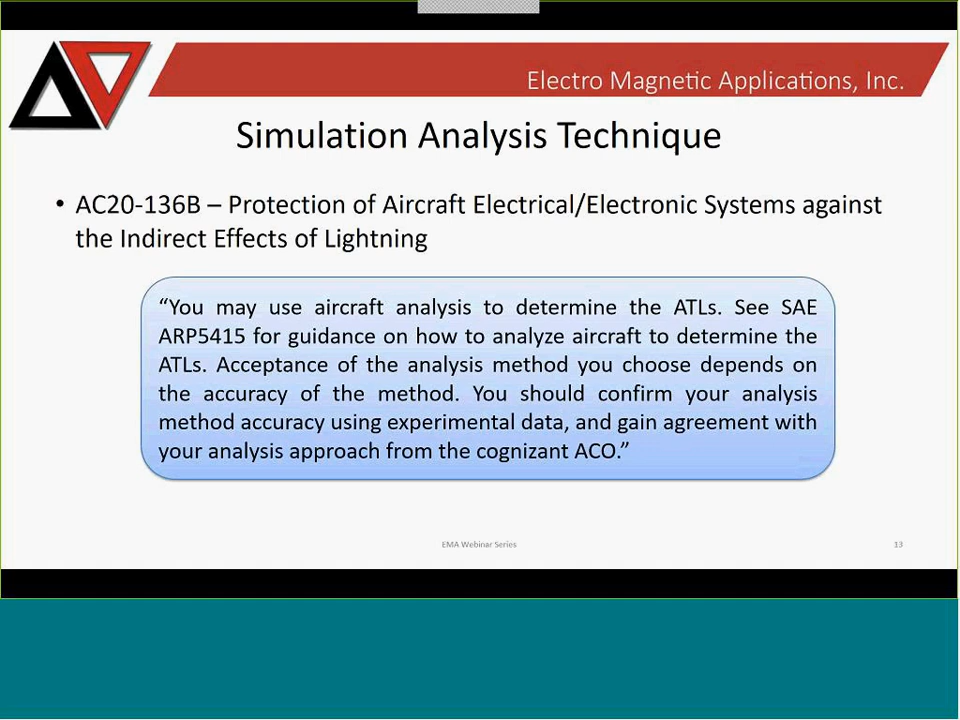 Electro Magnetic Applications, Inc.
Simulation Analysis Technique
• AC20-136B – Protection of Aircraft Electrical/Electronic Systems against
the Indirect Effects of Lightning
“You may use aircraft analysis to determine the ATLs. See SAE
ARP5415 for guidance on how to analyze aircraft to determine the
ATLs. Acceptance of the analysis method you choose depends on
the accuracy of the method. You should confirm your analysis
method accuracy using experimental data, and gain agreement with
your analysis approach from the cognizant ACO.”
EMA Webinar Series
13